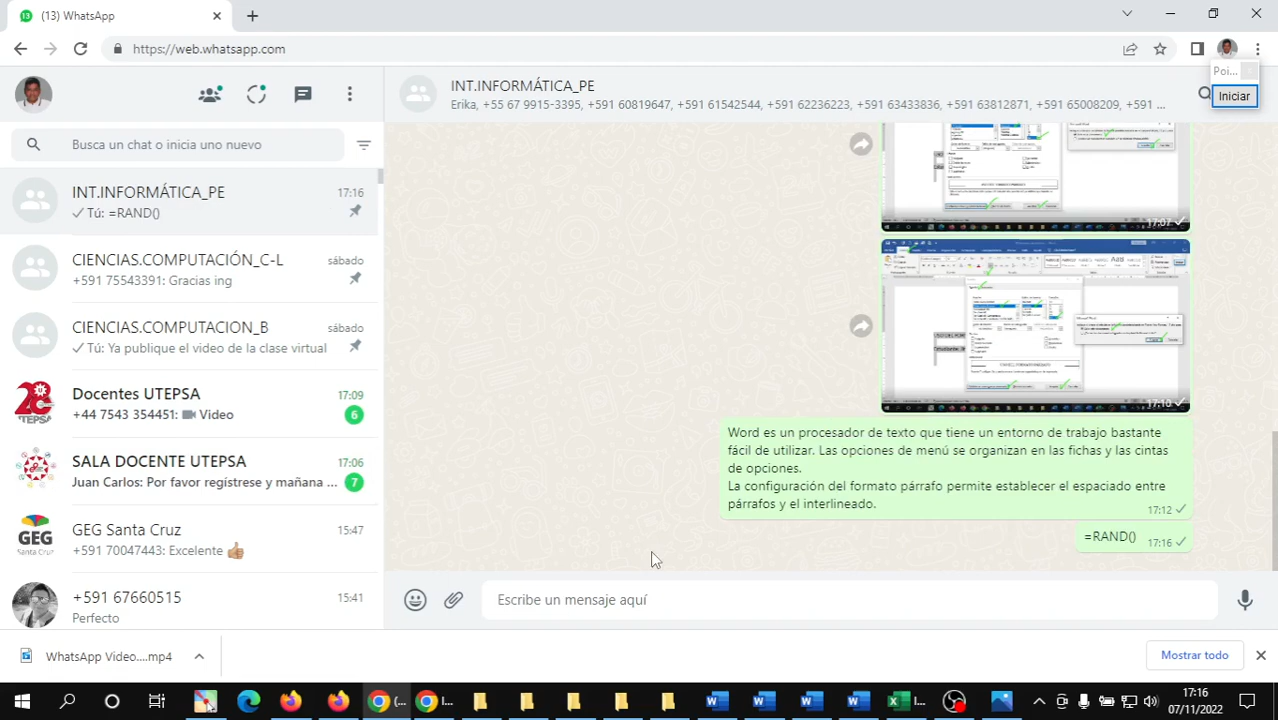 (13) WhatsApp
https://web.whatsapp.com
Poi...
Iniciar
INT.INFORMÁTICA_PE
Erika, +55 67 9915-3395, +591 60819647, +591 61542544, +591 62236223, +591 63433836, +591 63812871, +591 65008209, +591 ...
Busca un chat o inicia uno nuevo
INT.INFORMÁTICA_PE
17:16
Tú: =RAND()
CIENCIAS.COMPUTACION_C-L
sábado
+591 75545591: Gracias Ing
CIENCIAS.COMPUTACION_B
sábado
Tú: Ya publique el video de la clase virtual
Docentes UTEPSA
17:09
+44 7543 354451: Video
6
SALA DOCENTE UTEPSA
17:06
Juan Carlos: Por favor regístrese y mañana ...
7
GEG Santa Cruz
15:47
+591 70047443: Excelente
+591 67660515
15:41
Perfecto
17:07
17:10
Word es un procesador de texto que tiene un entorno de trabajo bastante
fácil de utilizar. Las opciones de menú se organizan en las fichas y las cintas
de opciones.
La configuración del formato párrafo permite establecer el espaciado entre
párrafos y el interlineado.
17:12
=RAND()
17:16
Escribe un mensaje aquí
WhatsApp Video....mp4
Mostrar todo
17:16
07/11/2022